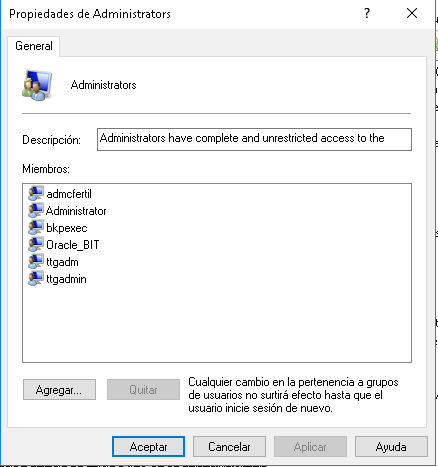 Propiedades de Administrators
General
Administrators
Descripción:
Administrators have complete and unrestricted access to the
Miembros:
admcfertil
Administrator
bkpexec
Oracle_BIT
ttgadm
ttgadmin
Agregar...
Quitar
Cualquier cambio en la pertenencia a grupos
de usuarios no surtirá efecto hasta que el
usuario inicie sesión de nuevo.
Aceptar
Cancelar
Aplicar
Ayuda